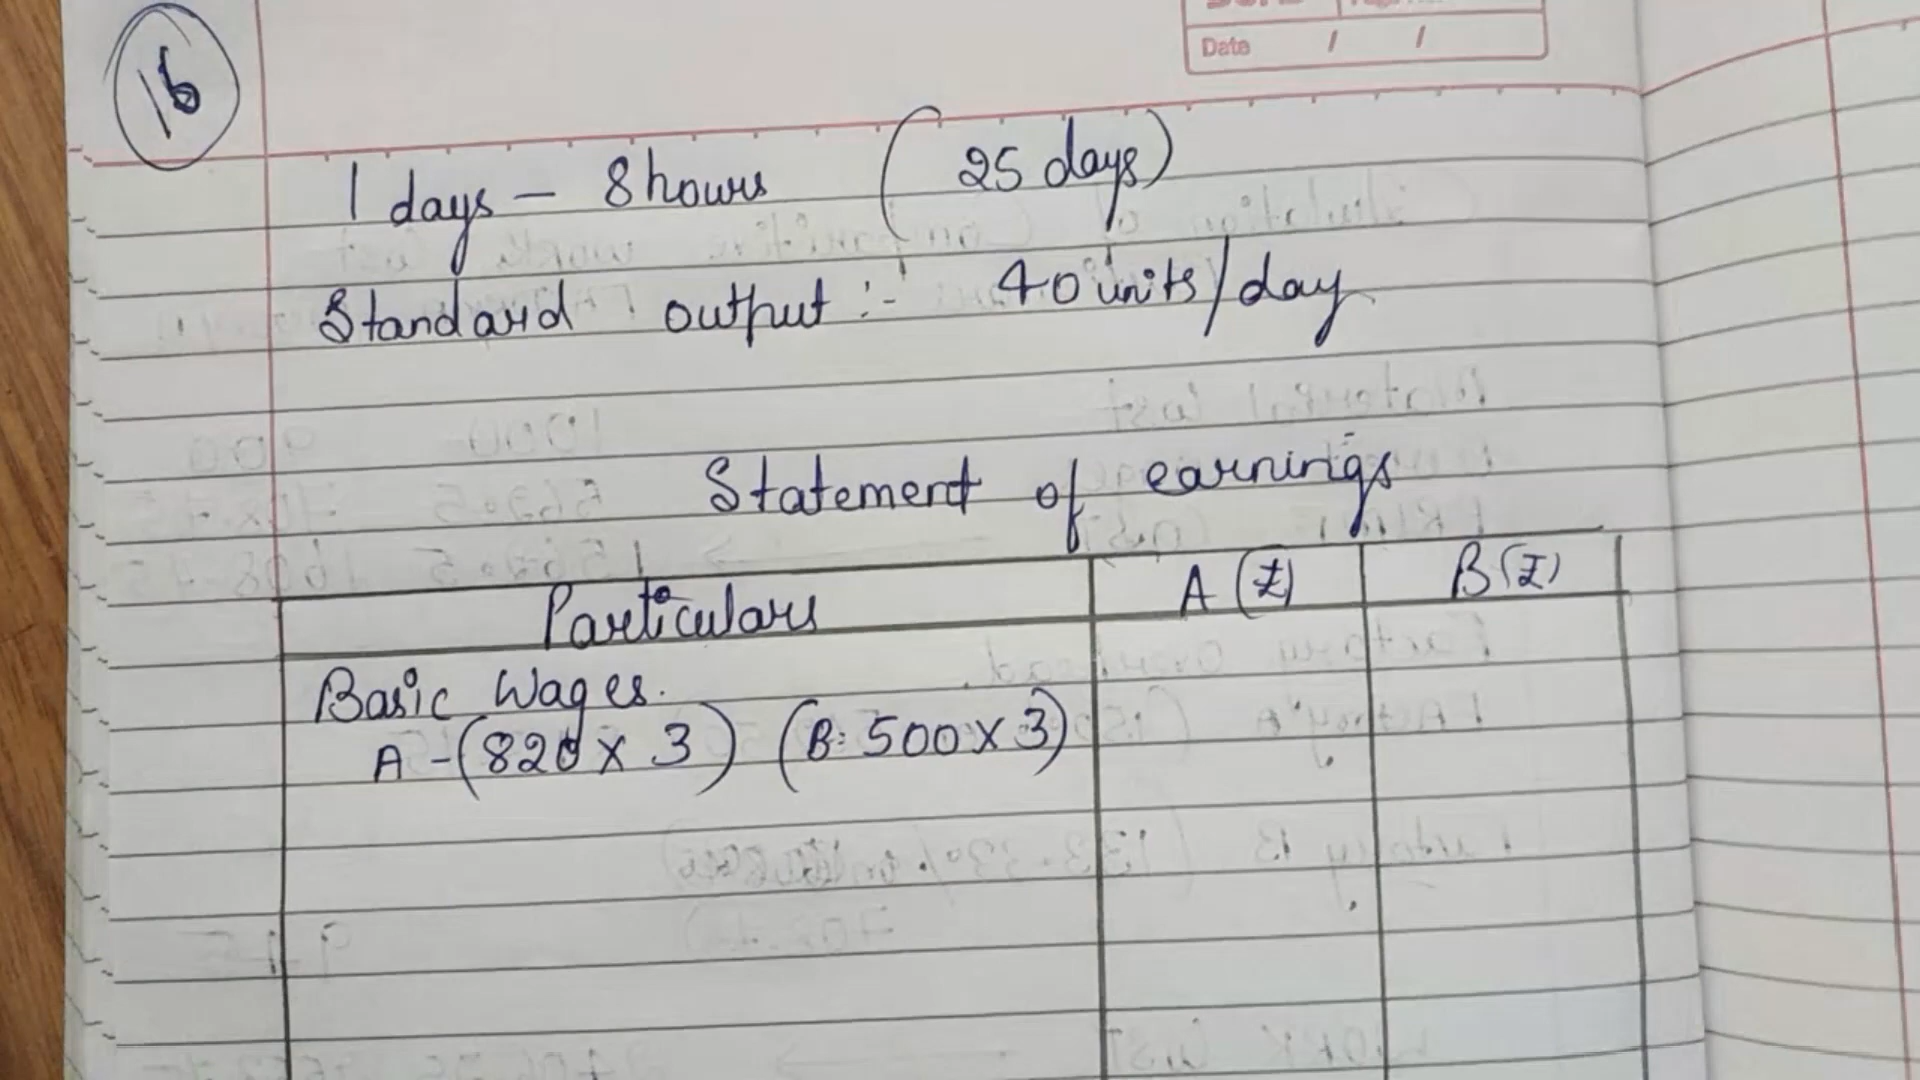 16
Date / /
1 days - 8 hours (25 days)
Standard output :- 40 units/day
Statement of earnings
Particulars A (₹) B (₹)
Basic Wages.
A - (820 x 3) (B: 500 x 3)